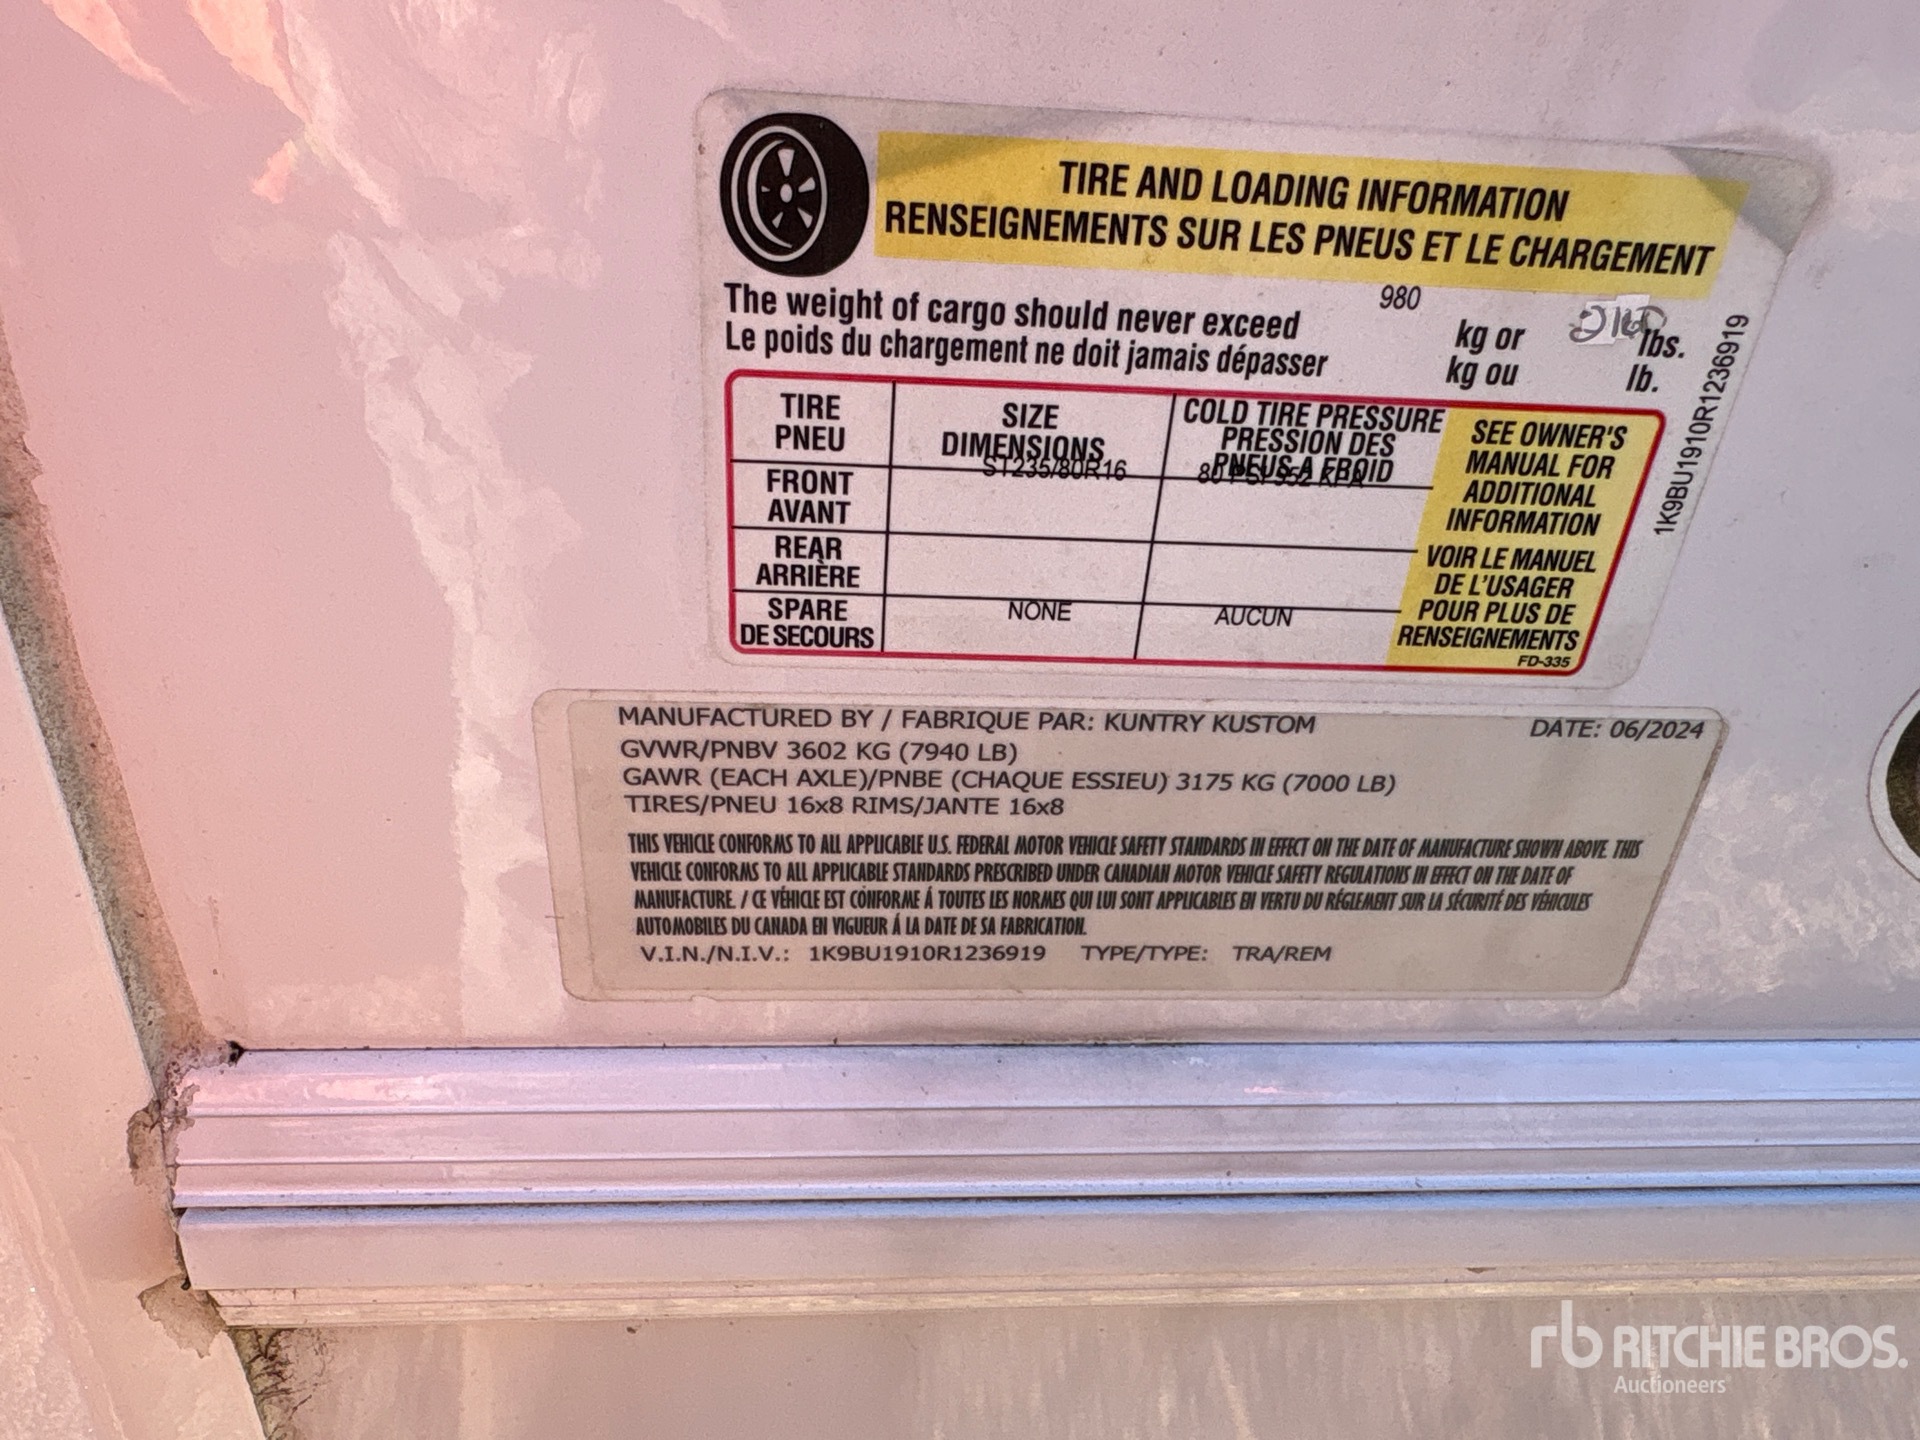 TIRE AND LOADING INFORMATION
RENSEIGNEMENTS SUR LES PNEUS ET LE CHARGEMENT
The weight of cargo should never exceed 980 kg or 2160 lbs.
Le poids du chargement ne doit jamais dépasser kg ou lb.
TIRE
PNEU
SIZE
DIMENSIONS
COLD TIRE PRESSURE
PRESSION DES
PNEUS A FROID
FRONT
AVANT
ST235/80R16
80 PSI 552 KPA
REAR
ARRIÈRE
SPARE
DE SECOURS
NONE
AUCUN
SEE OWNER'S
MANUAL FOR
ADDITIONAL
INFORMATION
VOIR LE MANUEL
DE L'USAGER
POUR PLUS DE
RENSEIGNEMENTS
FD-335
1K9BU1910R1236919
MANUFACTURED BY / FABRIQUE PAR: KUNTRY KUSTOM DATE: 06/2024
GVWR/PNBV 3602 KG (7940 LB)
GAWR (EACH AXLE)/PNBE (CHAQUE ESSIEU) 3175 KG (7000 LB)
TIRES/PNEU 16x8 RIMS/JANTE 16x8
THIS VEHICLE CONFORMS TO ALL APPLICABLE U.S. FEDERAL MOTOR VEHICLE SAFETY STANDARDS IN EFFECT ON THE DATE OF MANUFACTURE SHOWN ABOVE. THIS
VEHICLE CONFORMS TO ALL APPLICABLE STANDARDS PRESCRIBED UNDER CANADIAN MOTOR VEHICLE SAFETY REGULATIONS IN EFFECT ON THE DATE OF
MANUFACTURE. / CE VÉHICLE EST CONFORME Á TOUTES LES NORMES QUI LUI SONT APPLICABLES EN VERTU DU RÉGLEMENT SUR LA SÉCURITÉ DES VÉHICULES
AUTOMOBILES DU CANADA EN VIGUEUR Á LA DATE DE SA FABRICATION.
V.I.N./N.I.V.: 1K9BU1910R1236919 TYPE/TYPE: TRA/REM
rb RITCHIE BROS.
Auctioneers